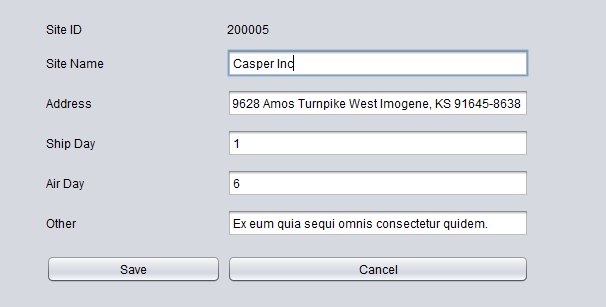 Site ID 200005
Site Name Casper Inc
Address 9628 Amos Turnpike West Imogene, KS 91645-8638
Ship Day 1
Air Day 6
Other Ex eum quia sequi omnis consectetur quidem.
Save Cancel